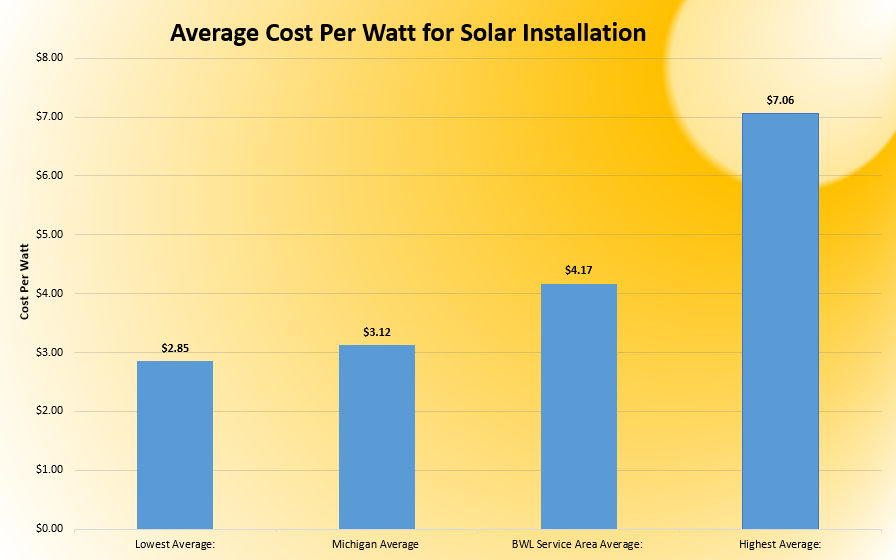 Average Cost Per Watt for Solar Installation
$8.00
$7.00
$6.00
$5.00
$4.00
$3.00
$2.00
$1.00
$0.00
Cost Per Watt
$2.85
$3.12
$4.17
$7.06
Lowest Average:
Michigan Average
BWL Service Area Average:
Highest Average: